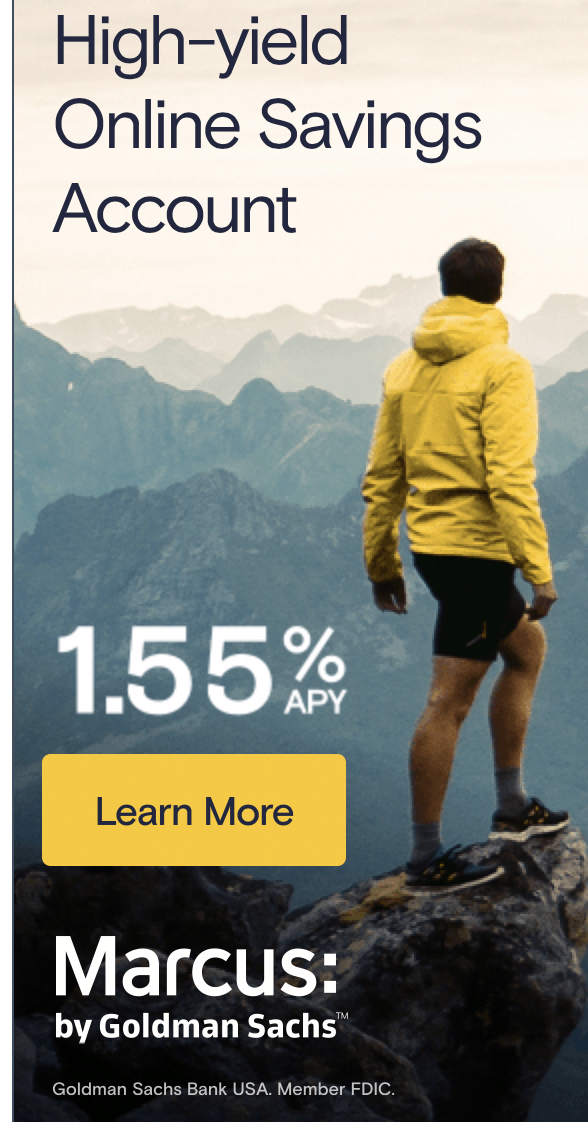 High-yield
Online Savings
Account
1.55%
APY
Learn More
Marcus:
by Goldman Sachs™
Goldman Sachs Bank USA. Member FDIC.